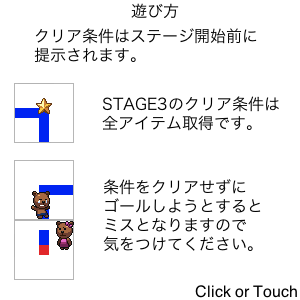 遊び方
クリア条件はステージ開始前に
提示されます。
STAGE3のクリア条件は
全アイテム取得です。
条件をクリアせずに
ゴールしようとすると
ミスとなりますので
気をつけてください。
Click or Touch